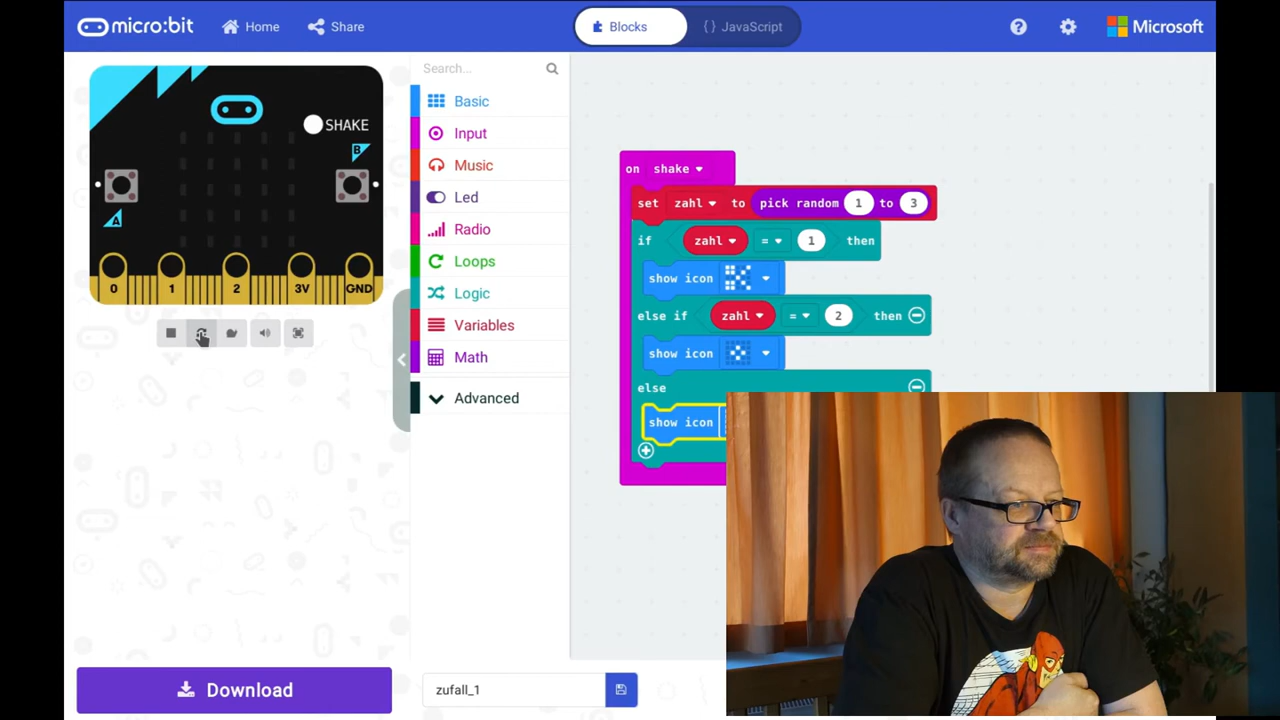 micro:bit
Home
Share
Blocks
{ } JavaScript
?
Microsoft
SHAKE
B
A
0 1 2 3V GND
Search...
Basic
Input
Music
Led
Radio
Loops
Logic
Variables
Math
Advanced
on shake
set zahl to pick random 1 to 3
if zahl = 1 then
show icon
else if zahl = 2 then
show icon
else
show icon
Download
zufall_1